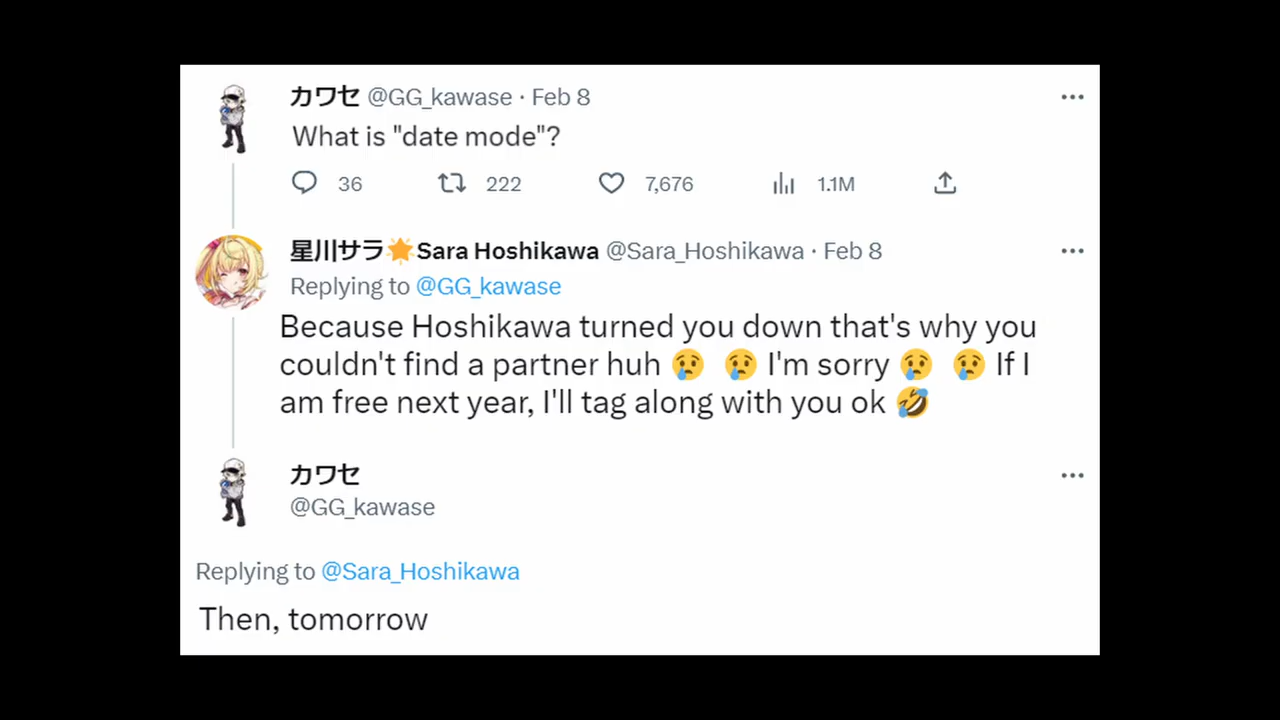 カワセ @GG_kawase · Feb 8
What is "date mode"?
36 222 7,676 1.1M
星川サラ🌟Sara Hoshikawa @Sara_Hoshikawa · Feb 8
Replying to @GG_kawase
Because Hoshikawa turned you down that's why you
couldn't find a partner huh 😢 😢 I'm sorry 😢 😢 If I
am free next year, I'll tag along with you ok 🤣
カワセ
@GG_kawase
Replying to @Sara_Hoshikawa
Then, tomorrow